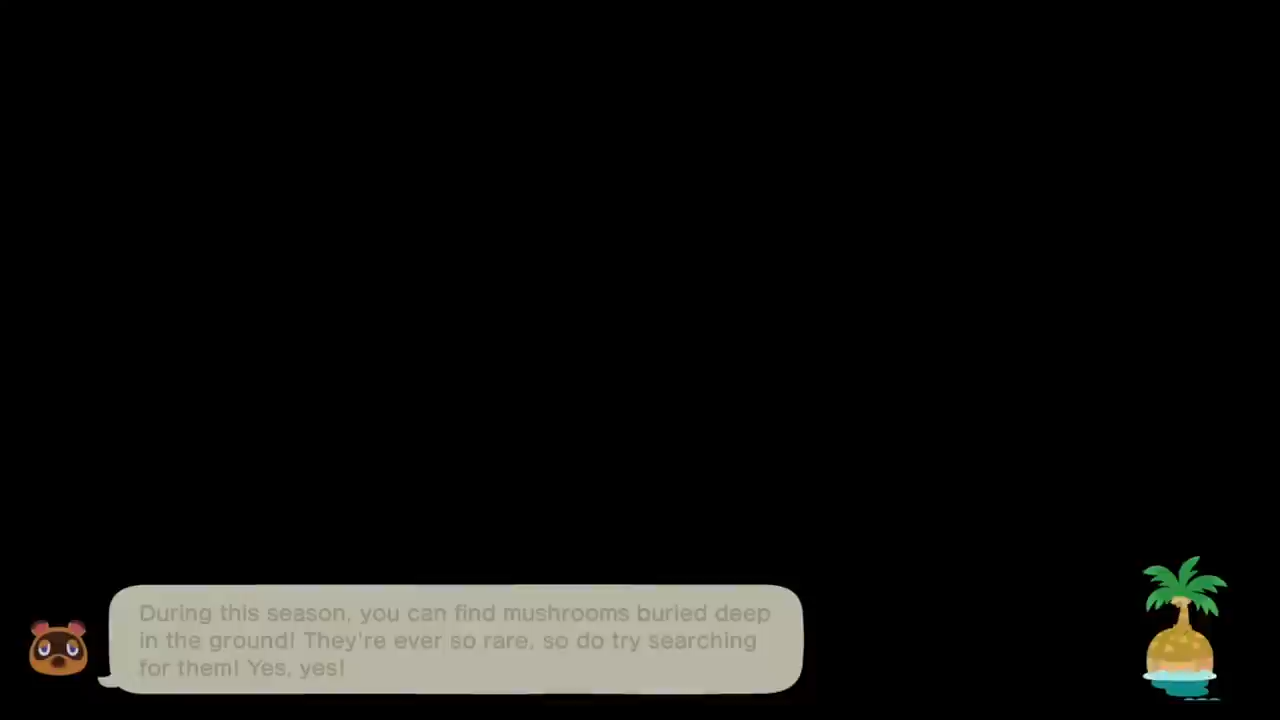 During this season, you can find mushrooms buried deep
in the ground! They're ever so rare, so do try searching
for them! Yes, yes!